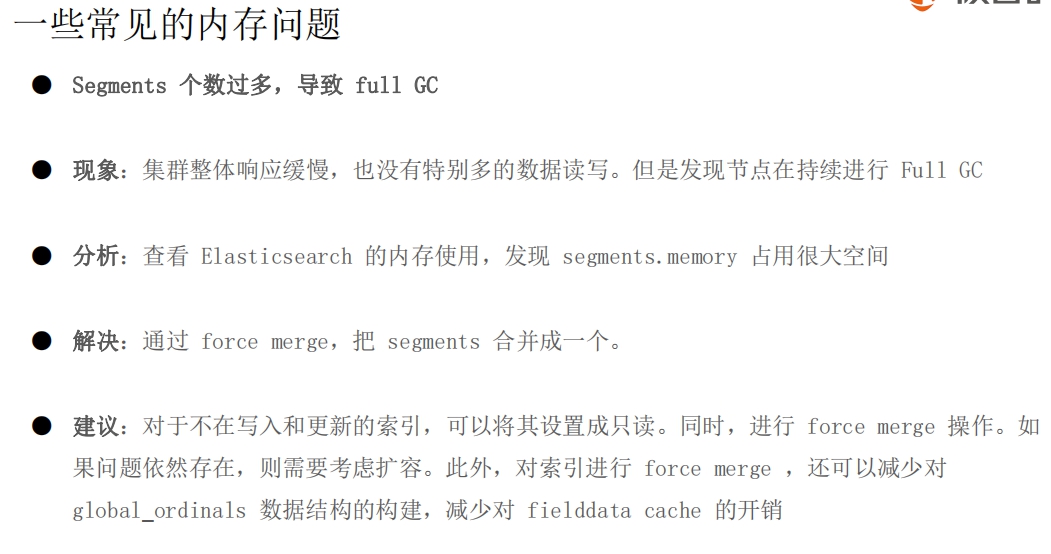 一些常见的内存问题
● Segments 个数过多，导致 full GC
● 现象：集群整体响应缓慢，也没有特别多的数据读写。但是发现节点在持续进行 Full GC
● 分析：查看 Elasticsearch 的内存使用，发现 segments.memory 占用很大空间
● 解决：通过 force merge，把 segments 合并成一个。
● 建议：对于不在写入和更新的索引，可以将其设置成只读。同时，进行 force merge 操作。如
果问题依然存在，则需要考虑扩容。此外，对索引进行 force merge ，还可以减少对
global_ordinals 数据结构的构建，减少对 fielddata cache 的开销